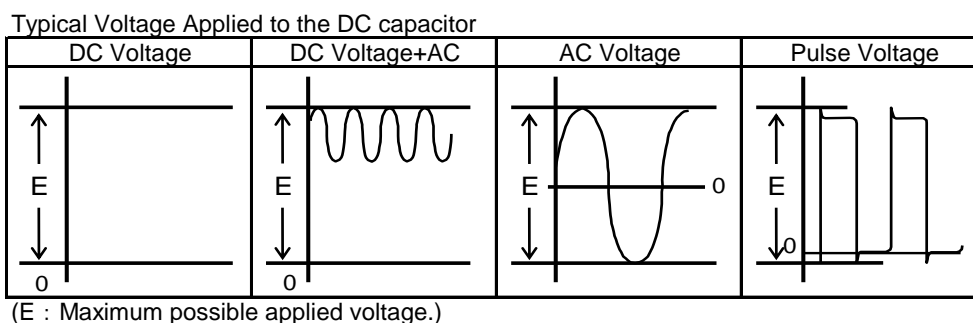 Typical Voltage Applied to the DC capacitor
DC Voltage DC Voltage+AC AC Voltage Pulse Voltage
E E E E
0
0
0 0
(E：Maximum possible applied voltage.)